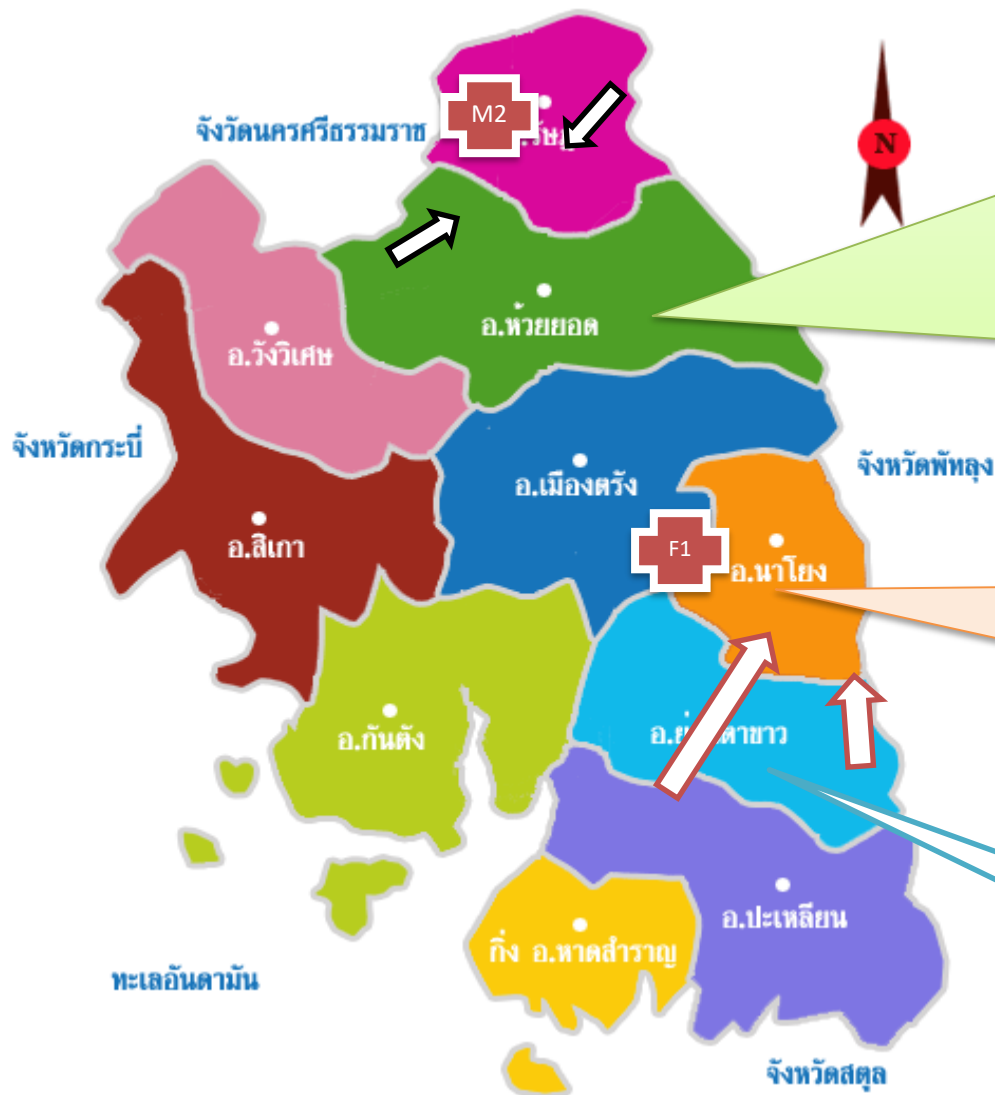 M2
จังวัดนครศรีธรรมราช
N
อ.ห้วยยอด
อ.วังวิเศษ
จังหวัดกระบี่
จังหวัดพัทลุง
อ.เมืองตรัง
อ.สิเกา
F1
อ.นาโยง
อ.กันตัง
อ.ปะเหลียน
กิ่ง อ.หาดสำราญ
ทะเลอันดามัน
จังหวัดสตูล